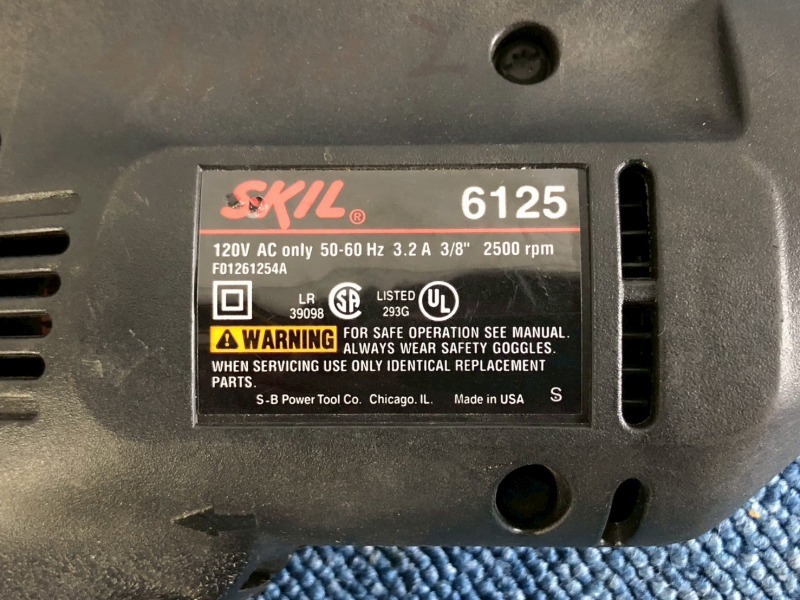 SKIL® 6125
120V AC only 50-60 Hz 3.2 A 3/8" 2500 rpm
F01261254A
LR 39098 SA LISTED 293G UL
WARNING FOR SAFE OPERATION SEE MANUAL.
ALWAYS WEAR SAFETY GOGGLES.
WHEN SERVICING USE ONLY IDENTICAL REPLACEMENT
PARTS.
S-B Power Tool Co. Chicago. IL. Made in USA S